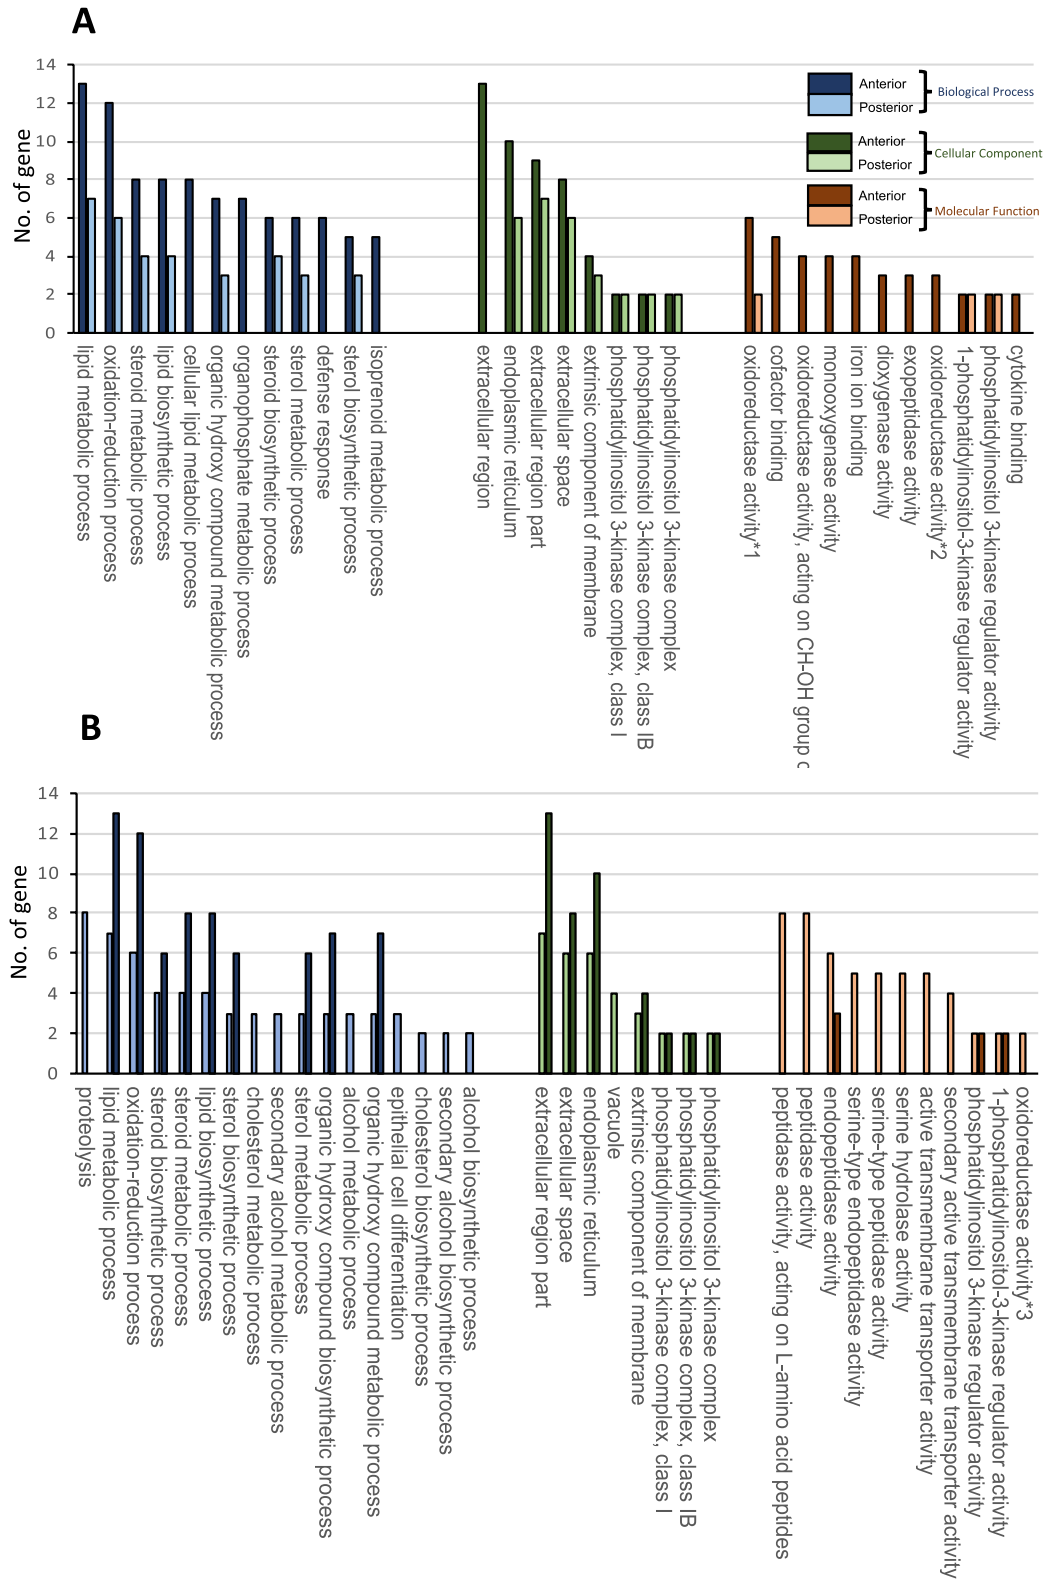 A
No. of gene
14
12
10
8
6
4
2
0
Anterior
Posterior
Biological Process
Anterior
Posterior
Cellular Component
Anterior
Posterior
Molecular Function
lipid metabolic process
oxidation-reduction process
steroid metabolic process
lipid biosynthetic process
cellular lipid metabolic process
organic hydroxy compound metabolic process
organophosphate metabolic process
steroid biosynthetic process
sterol metabolic process
defense response
sterol biosynthetic process
isoprenoid metabolic process
extracellular region
endoplasmic reticulum
extracellular region part
extracellular space
extrinsic component of membrane
phosphatidylinositol 3-kinase complex, class I
phosphatidylinositol 3-kinase complex, class IB
phosphatidylinositol 3-kinase complex
oxidoreductase activity*1
cofactor binding
oxidoreductase activity, acting on CH-OH group
monooxygenase activity
iron ion binding
dioxygenase activity
exopeptidase activity
oxidoreductase activity*2
1-phosphatidylinositol-3-kinase regulator activity
phosphatidylinositol 3-kinase regulator activity
cytokine binding
B
No. of gene
14
12
10
8
6
4
2
0
proteolysis
lipid metabolic process
oxidation-reduction process
steroid biosynthetic process
steroid metabolic process
lipid biosynthetic process
sterol biosynthetic process
cholesterol metabolic process
secondary alcohol metabolic process
sterol metabolic process
organic hydroxy compound biosynthetic process
alcohol metabolic process
organic hydroxy compound metabolic process
epithelial cell differentiation
cholesterol biosynthetic process
secondary alcohol biosynthetic process
alcohol biosynthetic process
extracellular region part
extracellular space
endoplasmic reticulum
vacuole
extrinsic component of membrane
phosphatidylinositol 3-kinase complex, class I
phosphatidylinositol 3-kinase complex, class IB
phosphatidylinositol 3-kinase complex
peptidase activity, acting on L-amino acid peptides
peptidase activity
endopeptidase activity
serine-type endopeptidase activity
serine-type peptidase activity
serine hydrolase activity
active transmembrane transporter activity
secondary active transmembrane transporter activity
phosphatidylinositol 3-kinase regulator activity
1-phosphatidylinositol-3-kinase regulator activity
oxidoreductase activity*3